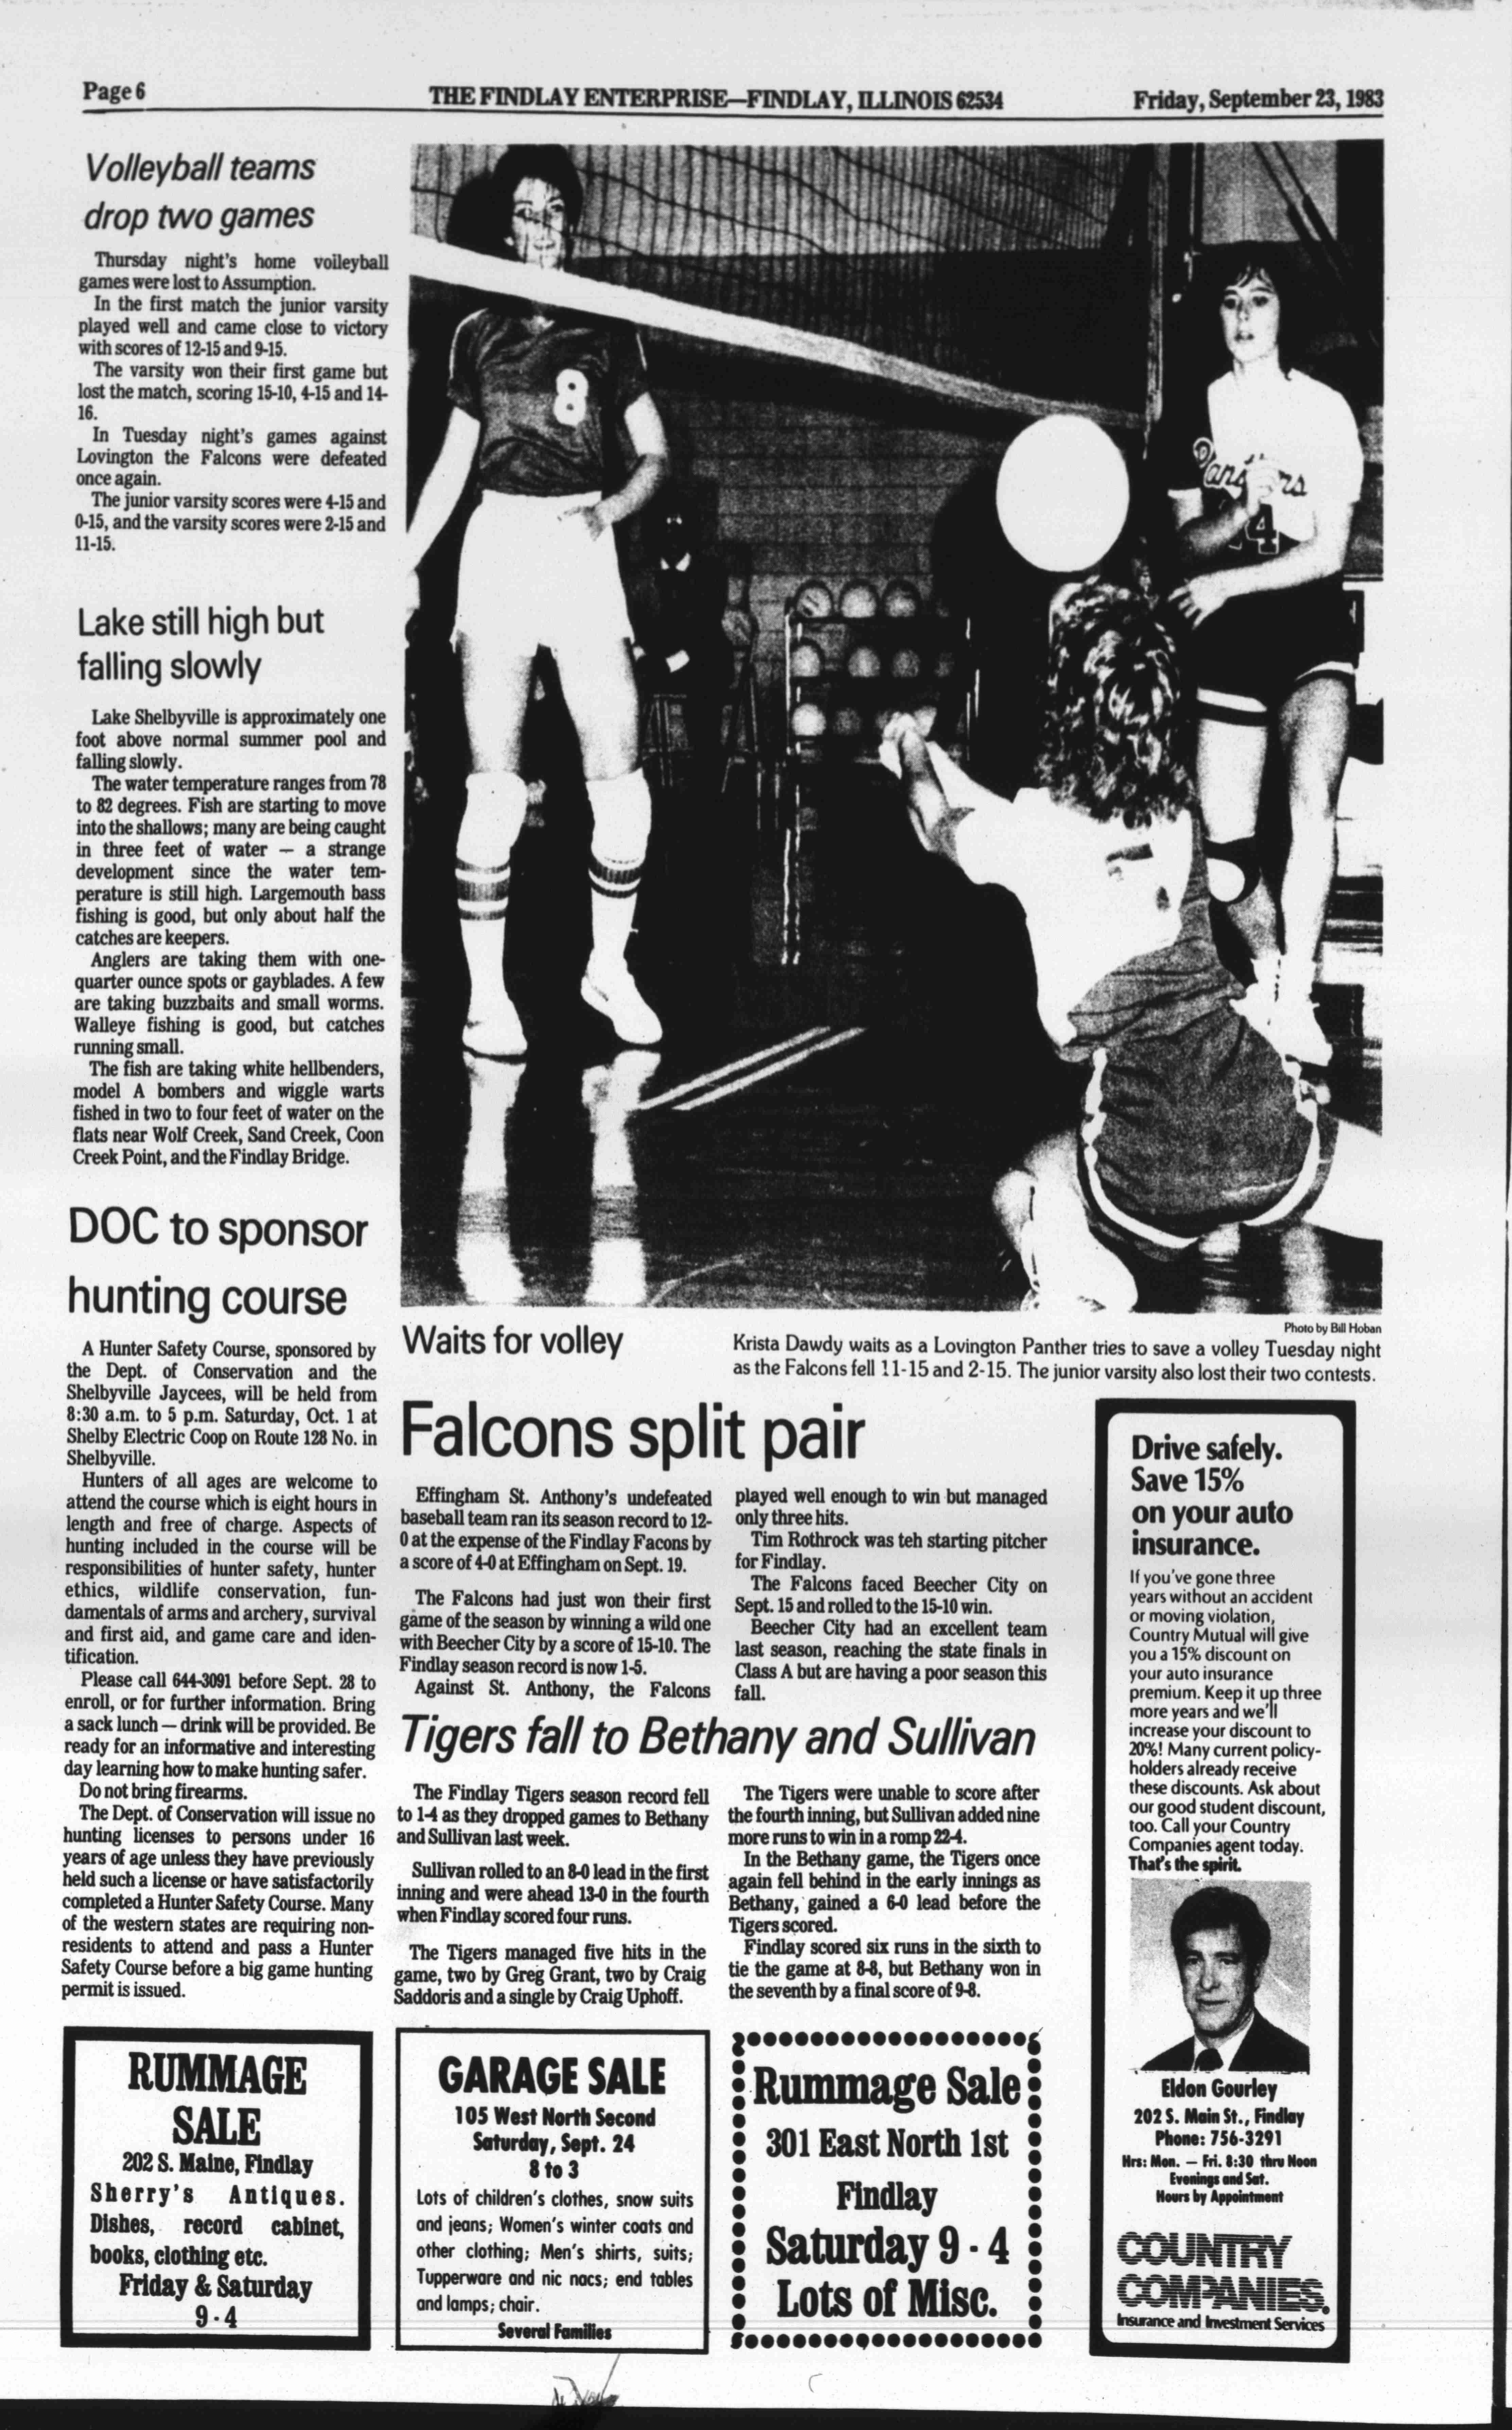 Page 6
THE FINDLAY ENTERPRISE—FINDLAY, ILLINOIS 62534
Friday, September 23, 1983
Volleyball teams
drop two games
Thursday night's home volleyball
games were lost to Assumption.
In the first match the junior varsity
played well and came close to victory
with scores of 12-15 and 9-15.
The varsity won their first game but
lost the match, scoring 15-10, 4-15 and 14-
16.
In Tuesday night's games against
Lovington the Falcons were defeated
once again.
The junior varsity scores were 4-15 and
0-15, and the varsity scores were 2-15 and
11-15.
Lake still high but
falling slowly
Lake Shelbyville is approximately one
foot above normal summer pool and
falling slowly.
The water temperature ranges from 78
to 82 degrees. Fish are starting to move
into the shallows; many are being caught
in three feet of water — a strange
development since the water tem-
perature is still high. Largemouth bass
fishing is good, but only about half the
catches are keepers.
Anglers are taking them with one-
quarter ounce spots or gayblades. A few
are taking buzzbaits and small worms.
Walleye fishing is good, but catches
running small.
The fish are taking white hellbenders,
model A bombers and wiggle warts
fished in two to four feet of water on the
flats near Wolf Creek, Sand Creek, Coon
Creek Point, and the Findlay Bridge.
DOC to sponsor
hunting course
A Hunter Safety Course, sponsored by
the Dept. of Conservation and the
Shelbyville Jaycees, will be held from
8:30 a.m. to 5 p.m. Saturday, Oct. 1 at
Shelby Electric Coop on Route 128 No. in
Shelbyville.
Hunters of all ages are welcome to
attend the course which is eight hours in
length and free of charge. Aspects of
hunting included in the course will be
responsibilities of hunter safety, hunter
ethics, wildlife conservation, fun-
damentals of arms and archery, survival
and first aid, and game care and iden-
tification.
Please call 644-3091 before Sept. 28 to
enroll, or for further information. Bring
a sack lunch — drink will be provided. Be
ready for an informative and interesting
day learning how to make hunting safer.
Do not bring firearms.
The Dept. of Conservation will issue no
hunting licenses to persons under 16
years of age unless they have previously
held such a license or have satisfactorily
completed a Hunter Safety Course. Many
of the western states are requiring non-
residents to attend and pass a Hunter
Safety Course before a big game hunting
permit is issued.
8
Photo by Bill Hoban
Waits for volley
Krista Dawdy waits as a Lovington Panther tries to save a volley Tuesday night
as the Falcons fell 11-15 and 2-15. The junior varsity also lost their two contests.
Falcons split pair
Effingham St. Anthony's undefeated
baseball team ran its season record to 12-
0 at the expense of the Findlay Facons by
a score of 4-0 at Effingham on Sept. 19.
The Falcons had just won their first
game of the season by winning a wild one
with Beecher City by a score of 15-10. The
Findlay season record is now 1-5.
Against St. Anthony, the Falcons
played well enough to win but managed
only three hits.
Tim Rothrock was teh starting pitcher
for Findlay.
The Falcons faced Beecher City on
Sept. 15 and rolled to the 15-10 win.
Beecher City had an excellent team
last season, reaching the state finals in
Class A but are having a poor season this
fall.
Tigers fall to Bethany and Sullivan
The Findlay Tigers season record fell
to 1-4 as they dropped games to Bethany
and Sullivan last week.
Sullivan rolled to an 8-0 lead in the first
inning and were ahead 13-0 in the fourth
when Findlay scored four runs.
The Tigers managed five hits in the
game, two by Greg Grant, two by Craig
Saddoris and a single by Craig Uphoff.
The Tigers were unable to score after
the fourth inning, but Sullivan added nine
more runs to win in a romp 22-4.
In the Bethany game, the Tigers once
again fell behind in the early innings as
Bethany, gained a 6-0 lead before the
Tigers scored.
Findlay scored six runs in the sixth to
tie the game at 8-8, but Bethany won in
the seventh by a final score of 9-8.
Drive safely.
Save 15%
on your auto
insurance.
If you've gone three
years without an accident
or moving violation,
Country Mutual will give
you a 15% discount on
your auto insurance
premium. Keep it up three
more years and we'll
increase your discount to
20%! Many current policy-
holders already receive
these discounts. Ask about
our good student discount,
too. Call your Country
Companies agent today.
That's the spirit.
Eldon Gourley
202 S. Main St., Findlay
Phone: 756-3291
Hrs: Mon. — Fri. 8:30 thru Noon
Evenings and Sat.
Hours by Appointment
COUNTRY
COMPANIES.
Insurance and Investment Services
RUMMAGE
SALE
202 S. Maine, Findlay
Sherry's Antiques.
Dishes, record cabinet,
books, clothing etc.
Friday & Saturday
9 - 4
GARAGE SALE
105 West North Second
Saturday, Sept. 24
8 to 3
Lots of children's clothes, snow suits
and jeans; Women's winter coats and
other clothing; Men's shirts, suits;
Tupperware and nic nacs; end tables
and lamps; chair.
Several Families
Rummage Sale
301 East North 1st
Findlay
Saturday 9 - 4
Lots of Misc.